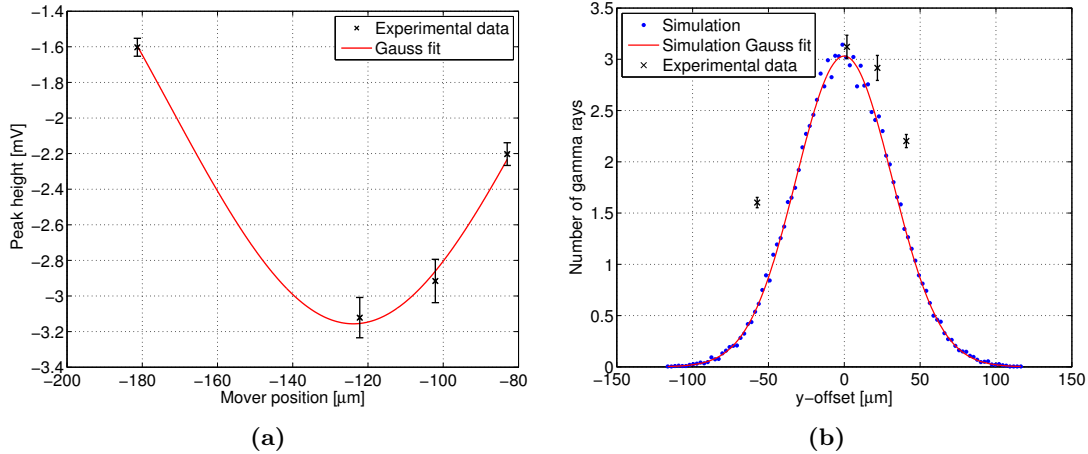 × Experimental data
Gauss fit
Peak height [mV]
−1.4
−1.6
−1.8
−2
−2.2
−2.4
−2.6
−2.8
−3
−3.2
−3.4
−200 −180 −160 −140 −120 −100 −80
Mover position [μm]
(a)
Simulation
Simulation Gauss fit
× Experimental data
Number of gamma rays
3.5
3
2.5
2
1.5
1
0.5
0
−150 −100 −50 0 50 100 150
y-offset [μm]
(b)